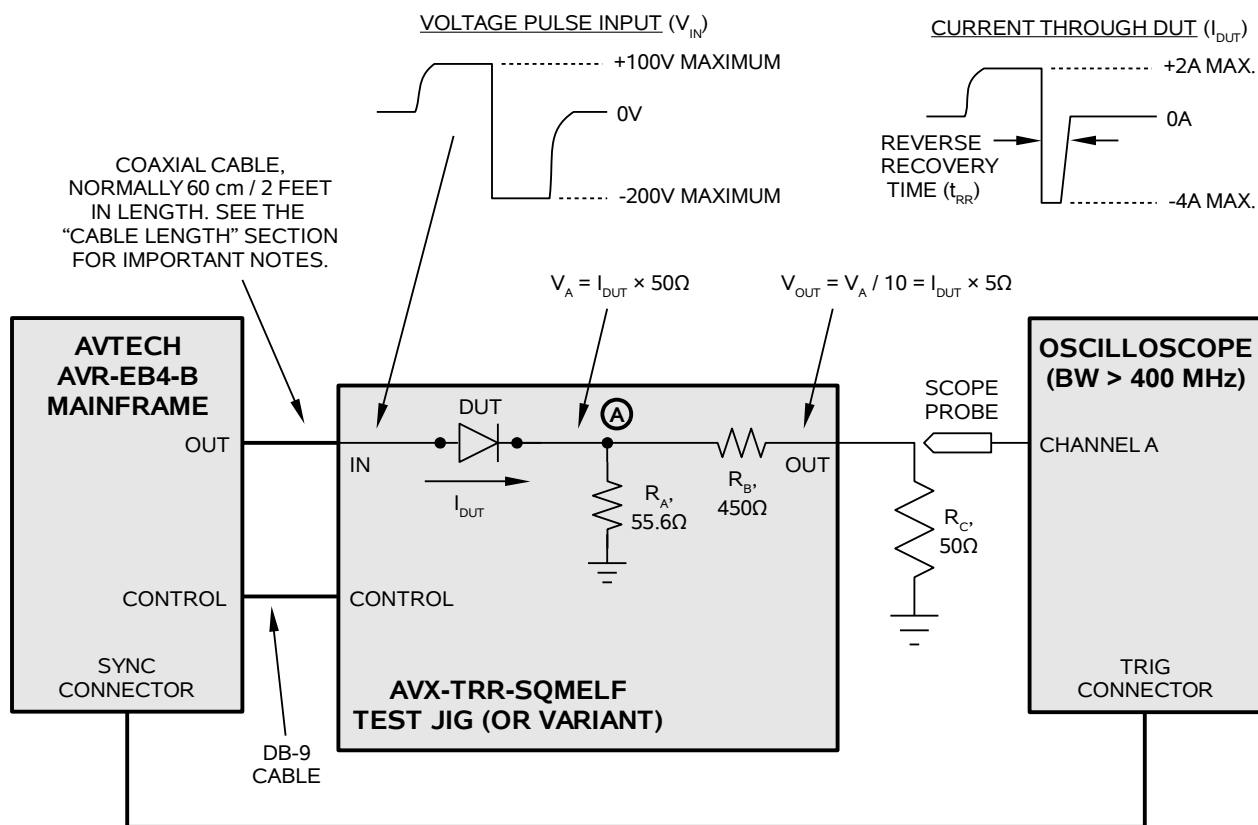 VOLTAGE PULSE INPUT (V_IN)
+100V MAXIMUM
0V
-200V MAXIMUM
CURRENT THROUGH DUT (I_DUT)
+2A MAX.
0A
REVERSE
RECOVERY
TIME (t_RR)
-4A MAX.
COAXIAL CABLE,
NORMALLY 60 cm / 2 FEET
IN LENGTH. SEE THE
“CABLE LENGTH” SECTION
FOR IMPORTANT NOTES.
V_A = I_DUT × 50Ω
V_OUT = V_A / 10 = I_DUT × 5Ω
AVTECH
AVR-EB4-B
MAINFRAME
OUT
CONTROL
SYNC
CONNECTOR
DB-9
CABLE
IN
DUT
I_DUT
A
R_A,
55.6Ω
R_B,
450Ω
OUT
CONTROL
AVX-TRR-SQMELF
TEST JIG (OR VARIANT)
R_C,
50Ω
SCOPE
PROBE
OSCILLOSCOPE
(BW > 400 MHz)
CHANNEL A
TRIG
CONNECTOR